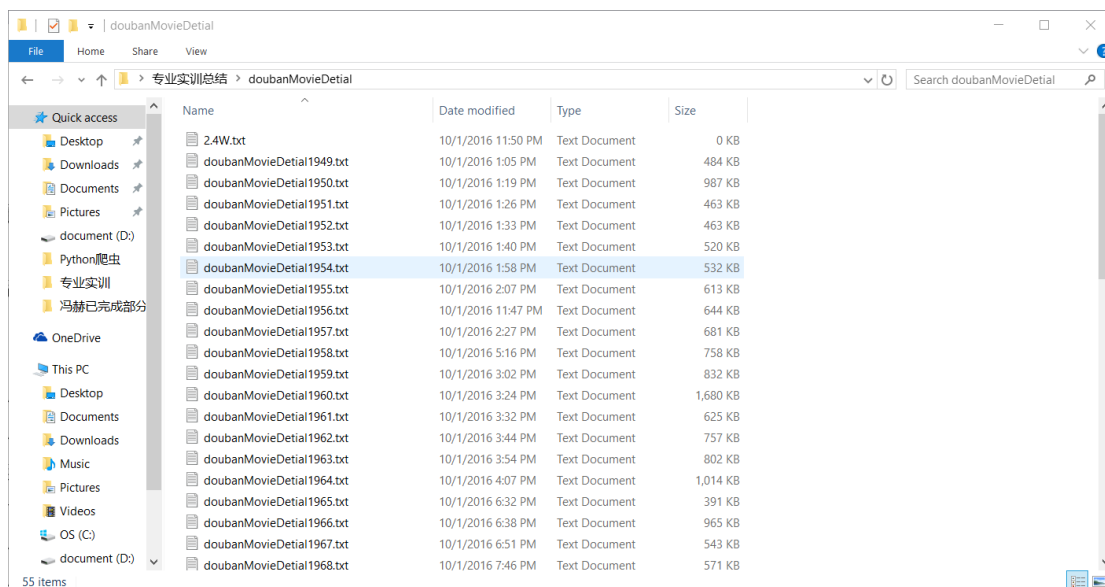 doubanMovieDetial
File Home Share View
专业实训总结 > doubanMovieDetial
Search doubanMovieDetial
Name Date modified Type Size
Quick access
Desktop
Downloads
Documents
Pictures
document (D:)
Python爬虫
专业实训
冯赫已完成部分
OneDrive
This PC
Desktop
Documents
Downloads
Music
Pictures
Videos
OS (C:)
document (D:)
2.4W.txt 10/1/2016 11:50 PM Text Document 0 KB
doubanMovieDetial1949.txt 10/1/2016 1:05 PM Text Document 484 KB
doubanMovieDetial1950.txt 10/1/2016 1:19 PM Text Document 987 KB
doubanMovieDetial1951.txt 10/1/2016 1:26 PM Text Document 463 KB
doubanMovieDetial1952.txt 10/1/2016 1:33 PM Text Document 463 KB
doubanMovieDetial1953.txt 10/1/2016 1:40 PM Text Document 520 KB
doubanMovieDetial1954.txt 10/1/2016 1:58 PM Text Document 532 KB
doubanMovieDetial1955.txt 10/1/2016 2:07 PM Text Document 613 KB
doubanMovieDetial1956.txt 10/1/2016 11:47 PM Text Document 644 KB
doubanMovieDetial1957.txt 10/1/2016 2:27 PM Text Document 681 KB
doubanMovieDetial1958.txt 10/1/2016 5:16 PM Text Document 758 KB
doubanMovieDetial1959.txt 10/1/2016 3:02 PM Text Document 832 KB
doubanMovieDetial1960.txt 10/1/2016 3:24 PM Text Document 1,680 KB
doubanMovieDetial1961.txt 10/1/2016 3:32 PM Text Document 625 KB
doubanMovieDetial1962.txt 10/1/2016 3:44 PM Text Document 757 KB
doubanMovieDetial1963.txt 10/1/2016 3:54 PM Text Document 802 KB
doubanMovieDetial1964.txt 10/1/2016 4:07 PM Text Document 1,014 KB
doubanMovieDetial1965.txt 10/1/2016 6:32 PM Text Document 391 KB
doubanMovieDetial1966.txt 10/1/2016 6:38 PM Text Document 965 KB
doubanMovieDetial1967.txt 10/1/2016 6:51 PM Text Document 543 KB
doubanMovieDetial1968.txt 10/1/2016 7:46 PM Text Document 571 KB
55 items